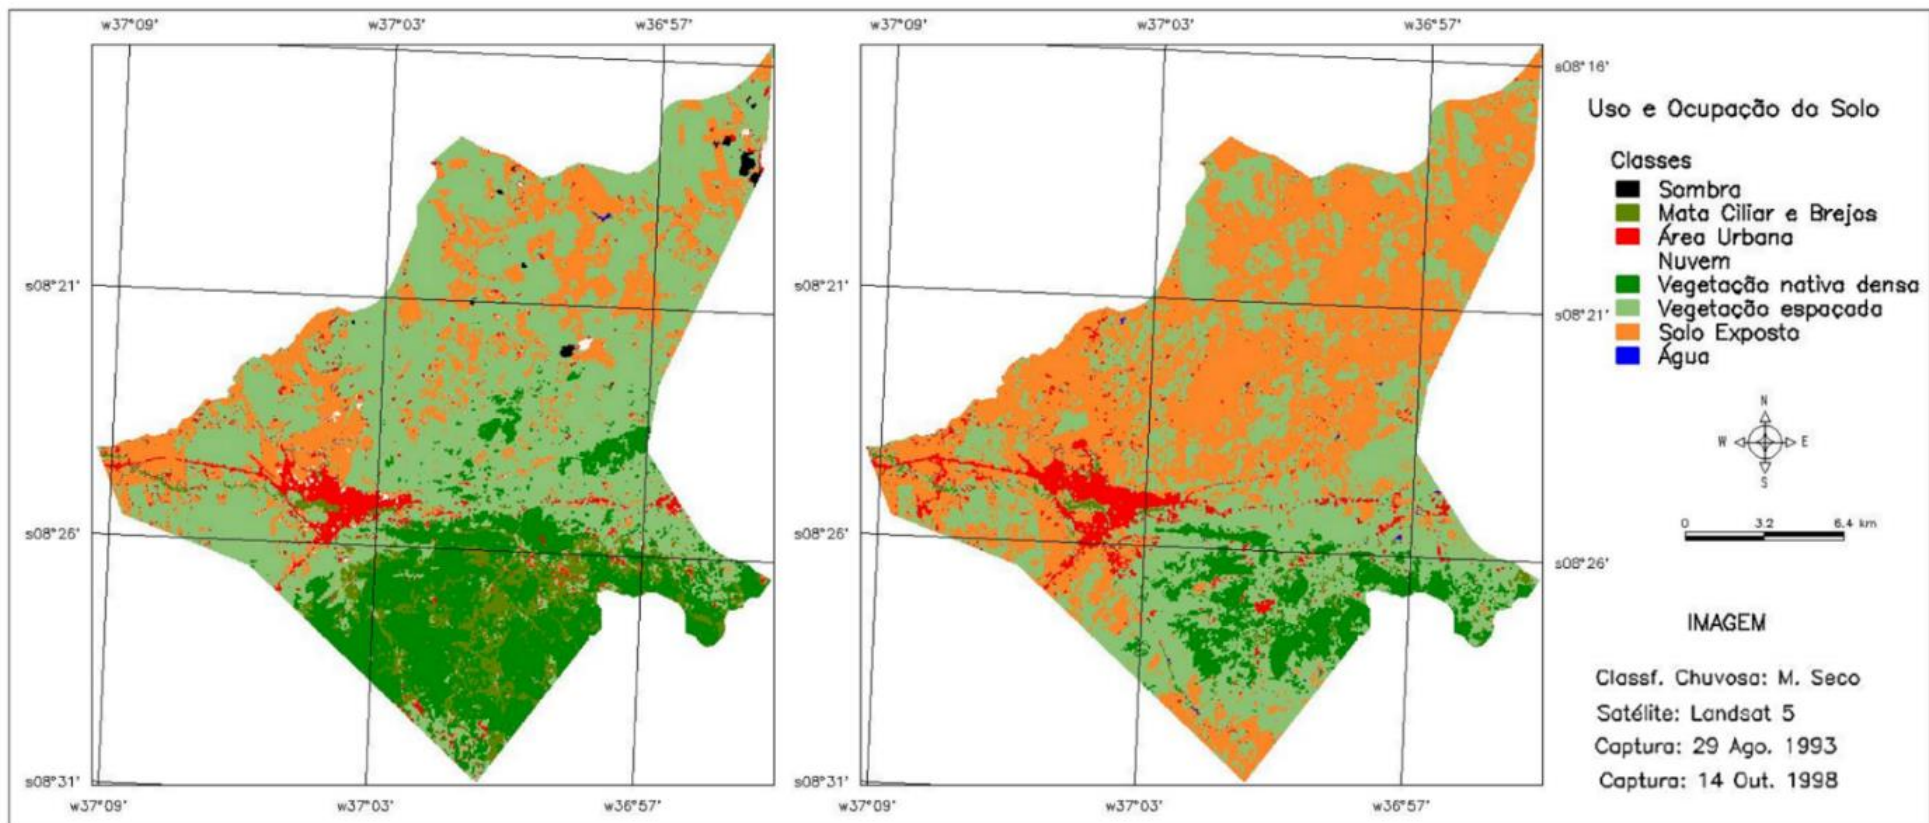 w37°09' w37°03' w36°57' w37°09' w37°03' w36°57'
s08°16'
Uso e Ocupação do Solo
Classes
Sombra
Mata Ciliar e Brejos
Área Urbana
Nuvem
Vegetação nativa densa
Vegetação espaçada
Solo Exposto
Água
s08°21' s08°21' s08°21'
N
W E
S
0 3.2 6.4 km
s08°26' s08°26' s08°26'
IMAGEM
Classf. Chuvosa: M. Seco
Satélite: Landsat 5
Captura: 29 Ago. 1993
Captura: 14 Out. 1998
s08°31' s08°31'
w37°09' w37°03' w36°57' w37°09' w37°03' w36°57'